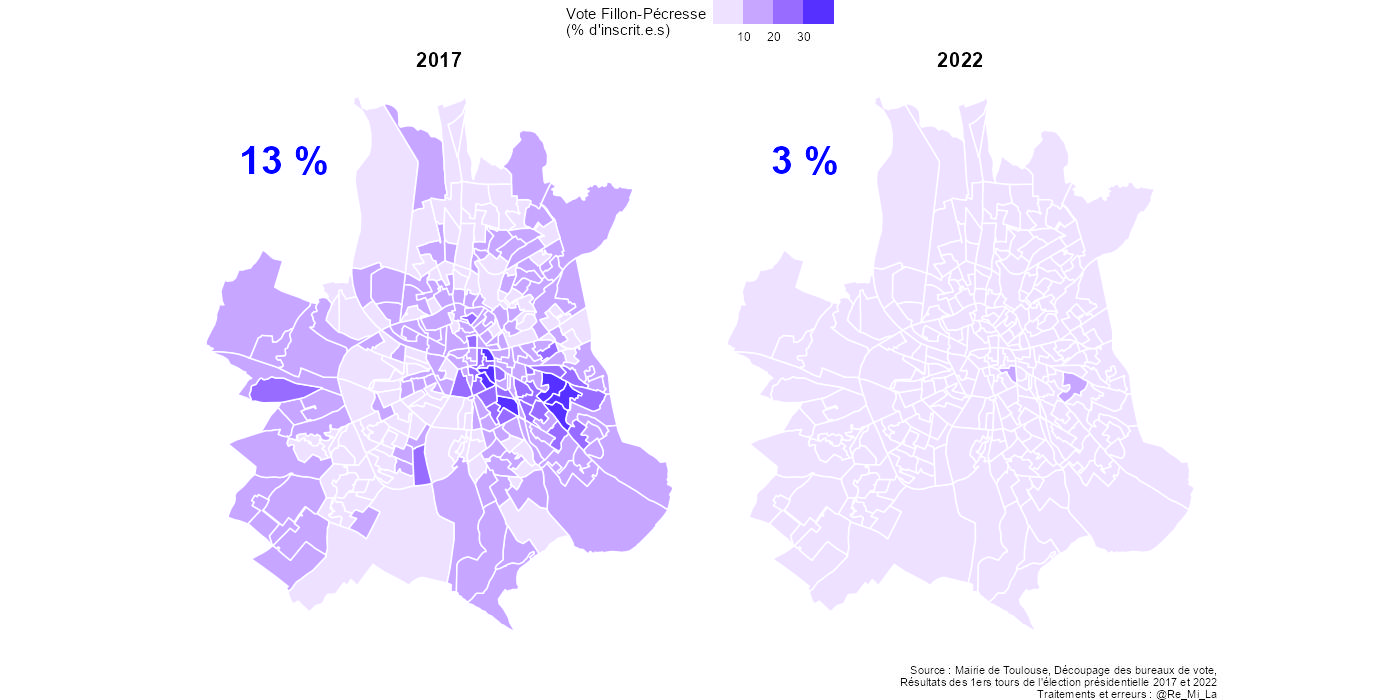 Vote Fillon-Pécresse
(% d'inscrit.e.s)
10 20 30
2017
2022
13 %
3 %
Source : Mairie de Toulouse, Découpage des bureaux de vote,
Résultats des 1ers tours de l'élection présidentielle 2017 et 2022
Traitements et erreurs : @Re_Mi_La